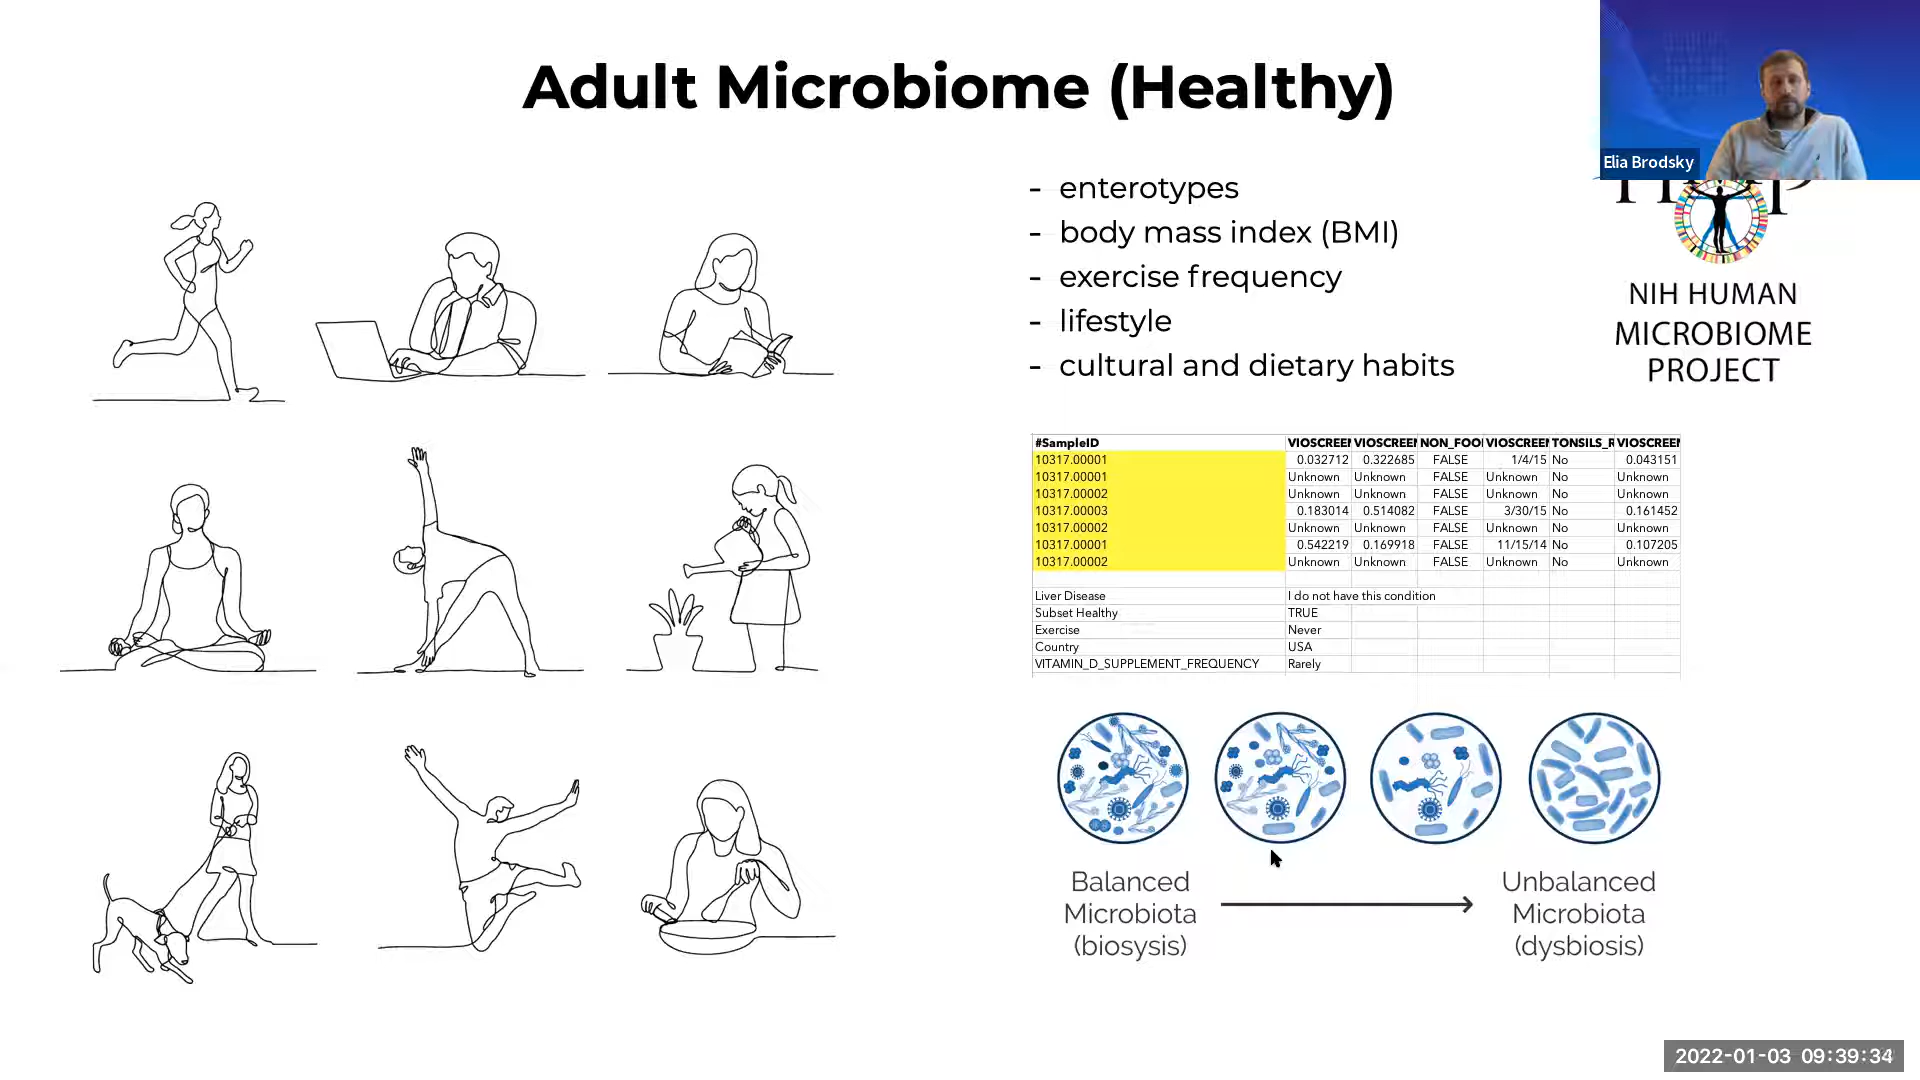 Adult Microbiome (Healthy)
Elia Brodsky
- enterotypes
- body mass index (BMI)
- exercise frequency
- lifestyle
- cultural and dietary habits
NIH HUMAN
MICROBIOME
PROJECT
#SampleID VIOSCREEN VIOSCREEN NON_FOOD VIOSCREEN TONSILS_R VIOSCREEN
10317.00001 0.032712 0.322685 FALSE 1/4/15 No 0.043151
10317.00001 Unknown Unknown FALSE Unknown No Unknown
10317.00002 Unknown Unknown FALSE Unknown No Unknown
10317.00003 0.183014 0.514082 FALSE 3/30/15 No 0.161452
10317.00002 Unknown Unknown FALSE Unknown No Unknown
10317.00001 0.542219 0.169918 FALSE 11/15/14 No 0.107205
10317.00002 Unknown Unknown FALSE Unknown No Unknown
Liver Disease I do not have this condition
Subset Healthy TRUE
Exercise Never
Country USA
VITAMIN_D_SUPPLEMENT_FREQUENCY Rarely
Balanced
Microbiota
(biosysis)
Unbalanced
Microbiota
(dysbiosis)
2022-01-03 09:39:34